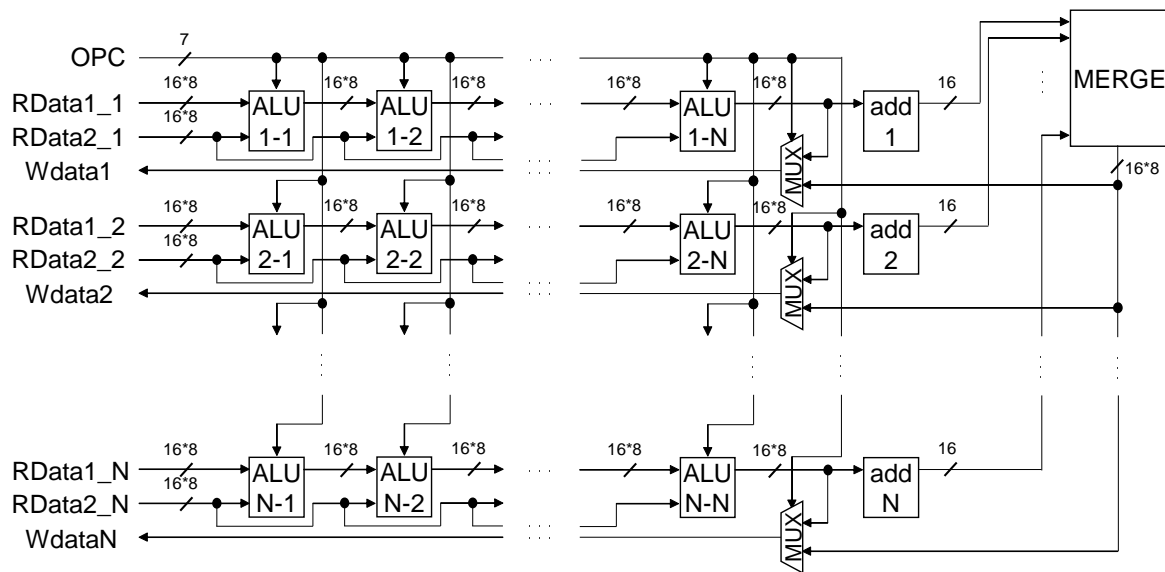 7
OPC
16*8 16*8 16*8 16*8 16*8 16
RData1_1 ALU ALU ALU add MERGE
RData2_1 16*8 1-1 1-2 1-N 1
Wdata1 MUX 16*8
16*8 16*8 16*8 16*8 16*8 16
RData1_2 ALU ALU ALU add
RData2_2 16*8 2-1 2-2 2-N 2
Wdata2 MUX
16*8 16*8 16*8 16*8 16*8 16
RData1_N ALU ALU ALU add
RData2_N 16*8 N-1 N-2 N-N N
WdataN MUX